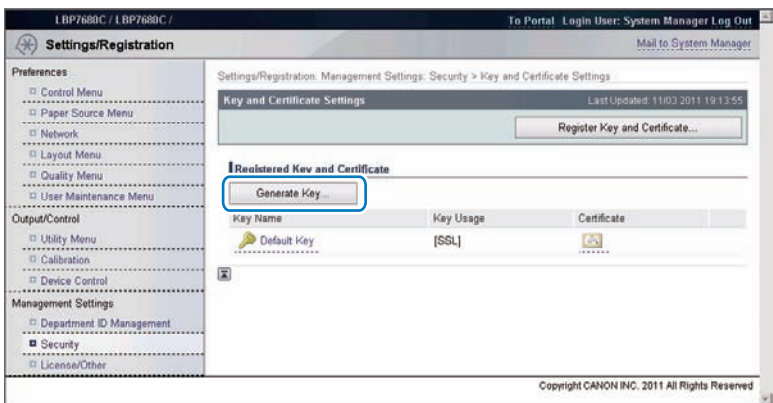 LBP7680C / LBP7680C /
To Portal Login User: System Manager Log Out
Settings/Registration
Mail to System Manager
Preferences
Control Menu
Paper Source Menu
Network
Layout Menu
Quality Menu
User Maintenance Menu
Output/Control
Utility Menu
Calibration
Device Control
Management Settings
Department ID Management
Security
License/Other
Settings/Registration: Management Settings: Security > Key and Certificate Settings
Key and Certificate Settings
Last Updated: 11/03 2011 19:13:55
Register Key and Certificate...
Registered Key and Certificate
Generate Key...
Key Name Key Usage Certificate
Default Key [SSL]
Copyright CANON INC. 2011 All Rights Reserved